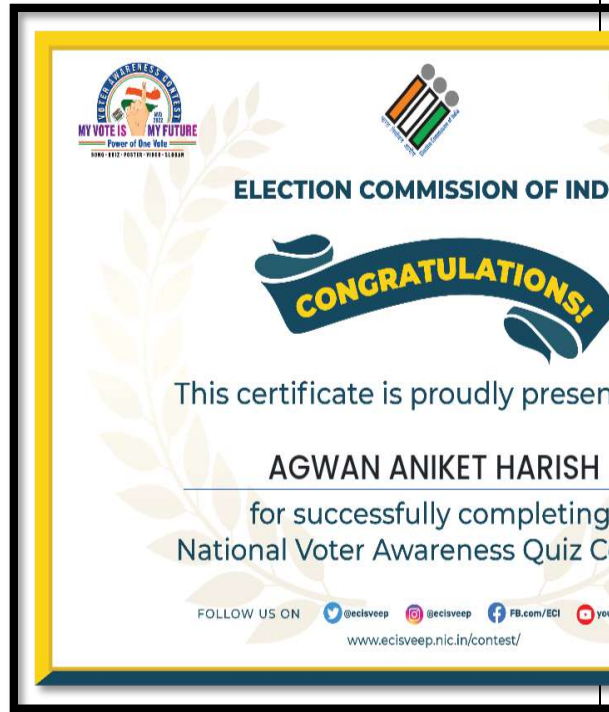 VOTER AWARENESS CONTEST
MY VOTE IS MY FUTURE
Power of One Vote
SONG-QUIZ-POSTER-VIDEO-SLOGAN
ELECTION COMMISSION OF IND
CONGRATULATIONS!
This certificate is proudly presen
AGWAN ANIKET HARISH
for successfully completing
National Voter Awareness Quiz C
FOLLOW US ON @ecisveep @ecisveep FB.com/ECI you
www.ecisveep.nic.in/contest/